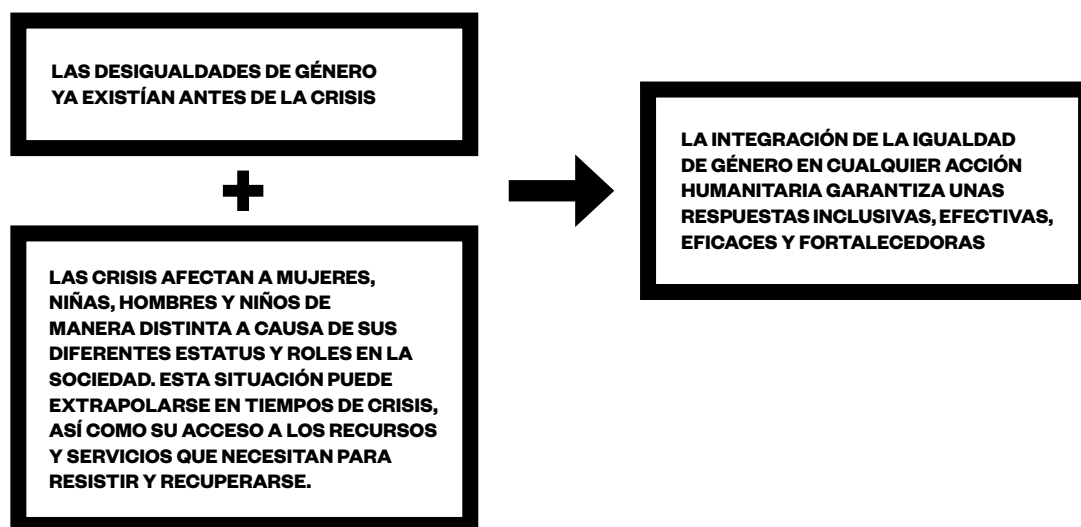 LAS DESIGUALDADES DE GÉNERO
YA EXISTÍAN ANTES DE LA CRISIS
+
LAS CRISIS AFECTAN A MUJERES,
NIÑAS, HOMBRES Y NIÑOS DE
MANERA DISTINTA A CAUSA DE SUS
DIFERENTES ESTATUS Y ROLES EN LA
SOCIEDAD. ESTA SITUACIÓN PUEDE
EXTRAPOLARSE EN TIEMPOS DE CRISIS,
ASÍ COMO SU ACCESO A LOS RECURSOS
Y SERVICIOS QUE NECESITAN PARA
RESISTIR Y RECUPERARSE.
LA INTEGRACIÓN DE LA IGUALDAD
DE GÉNERO EN CUALQUIER ACCIÓN
HUMANITARIA GARANTIZA UNAS
RESPUESTAS INCLUSIVAS, EFECTIVAS,
EFICACES Y FORTALECEDORAS